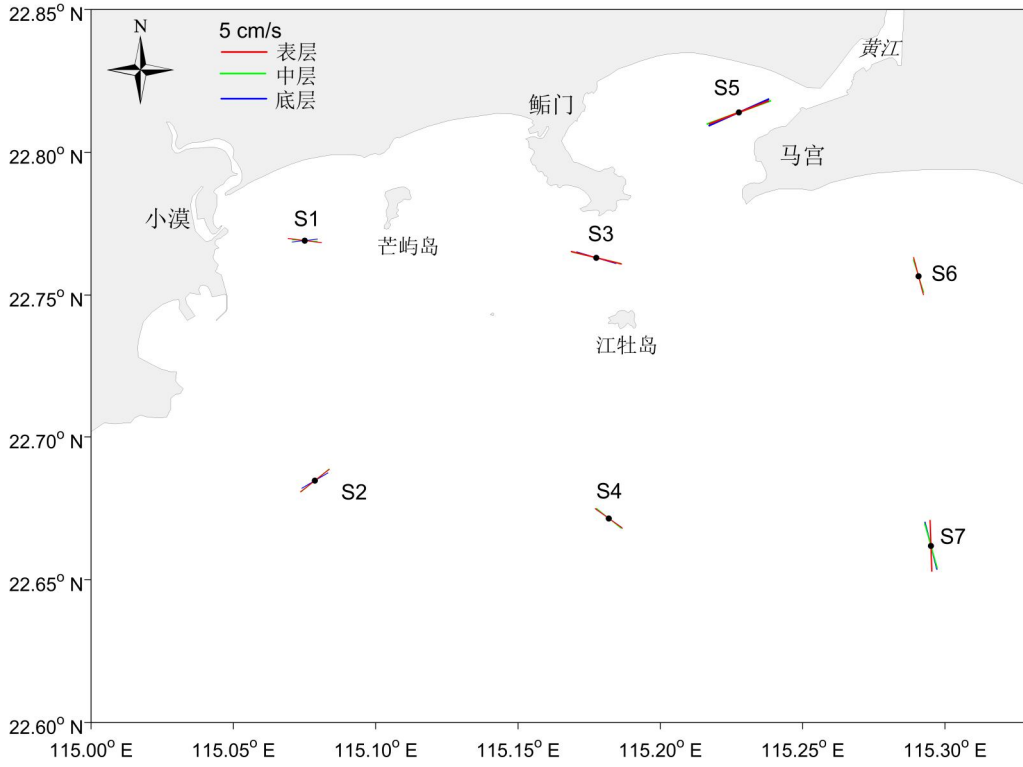 22.85° N
N
5 cm/s
表层
中层
底层
黄江
S5
鲘门
22.80° N
马宫
小漠
S1
芒屿岛
S3
S6
22.75° N
江牡岛
22.70° N
S2
S4
S7
22.65° N
22.60° N
115.00° E
115.05° E
115.10° E
115.15° E
115.20° E
115.25° E
115.30° E